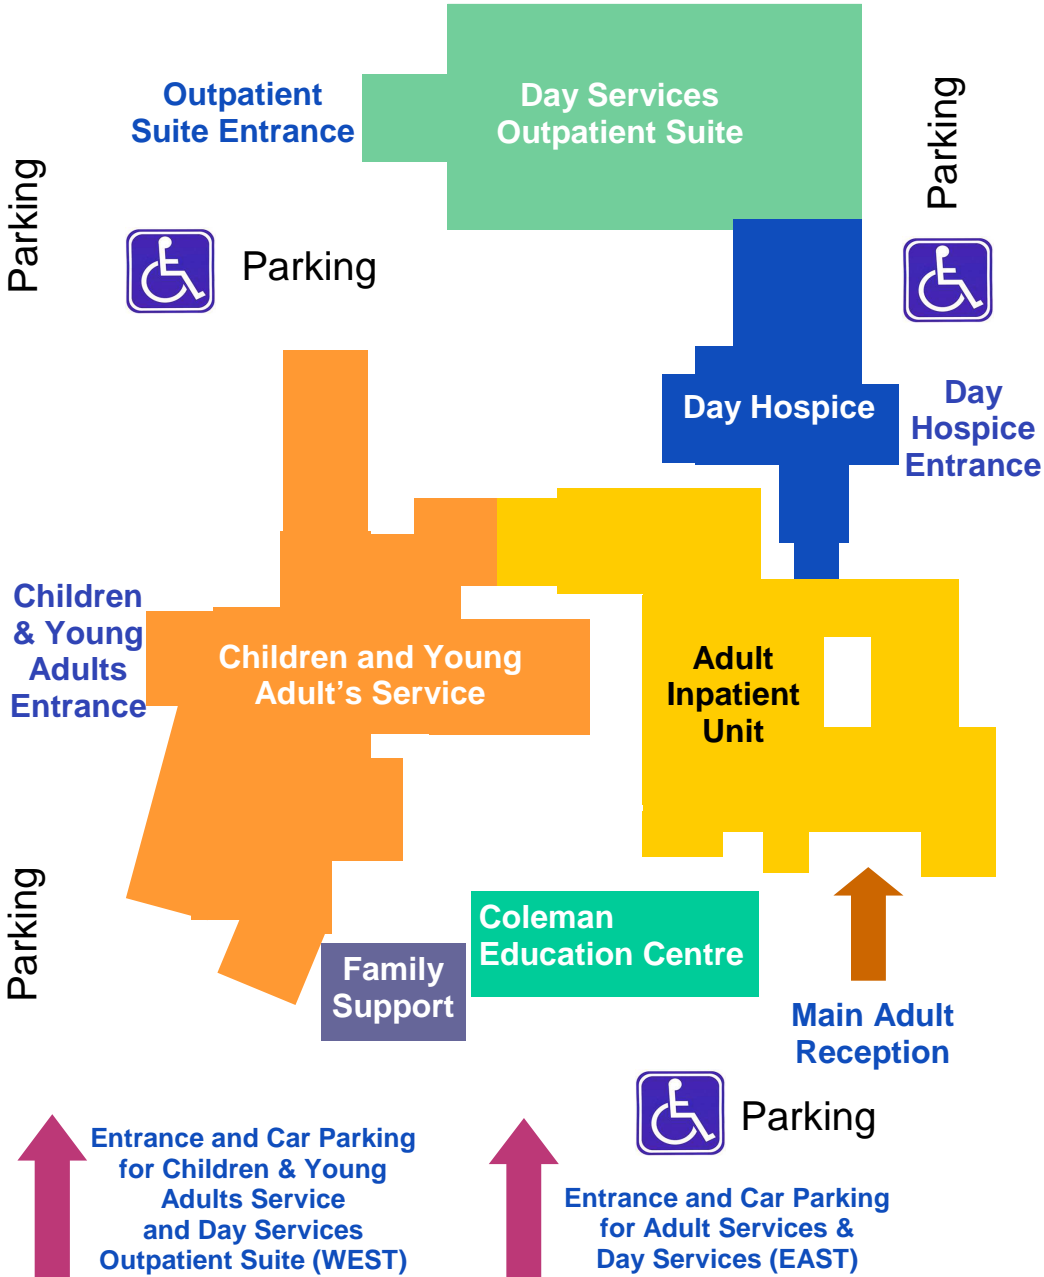 Outpatient
Suite Entrance
Day Services
Outpatient Suite
Parking
Parking
Parking
Day Hospice
Day
Hospice
Entrance
Children
& Young
Adults
Entrance
Children and Young
Adult's Service
Adult
Inpatient
Unit
Parking
Coleman
Education Centre
Family
Support
Main Adult
Reception
Parking
Entrance and Car Parking
for Children & Young
Adults Service
and Day Services
Outpatient Suite (WEST)
Entrance and Car Parking
for Adult Services &
Day Services (EAST)